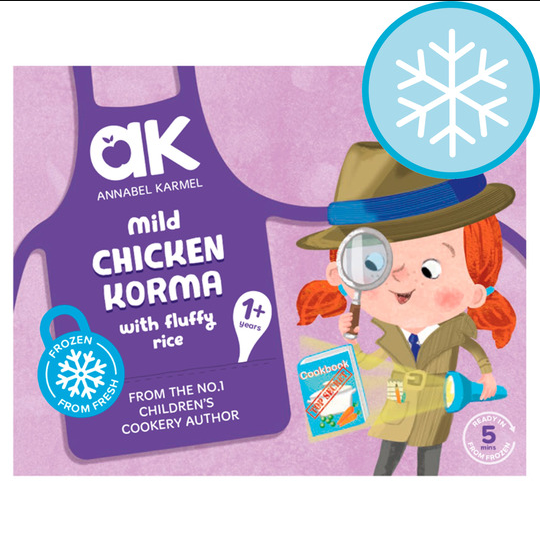 ak
ANNABEL KARMEL
mild
CHICKEN
KORMA
with fluffy
rice
1+
years
FROZEN
FROM FRESH
FROM THE NO.1
CHILDREN'S
COOKERY AUTHOR
Cookbook
TOP SECRET
READY IN
5
mins
FROM FROZEN